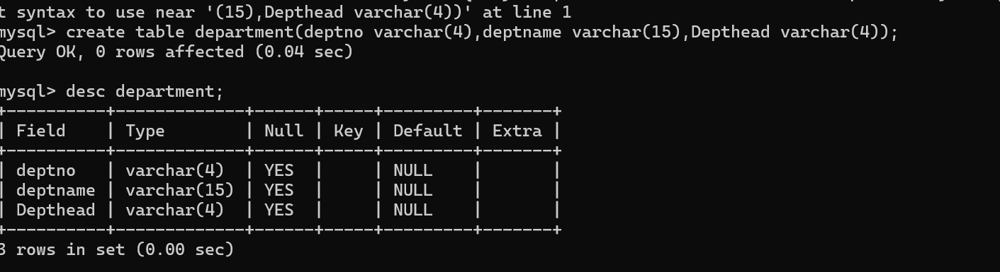 t syntax to use near '(15),Depthead varchar(4))' at line 1
mysql> create table department(deptno varchar(4),deptname varchar(15),Depthead varchar(4));
Query OK, 0 rows affected (0.04 sec)
mysql> desc department;
+----------+-------------+------+-----+---------+-------+
| Field    | Type        | Null | Key | Default | Extra |
+----------+-------------+------+-----+---------+-------+
| deptno   | varchar(4)  | YES  |     | NULL    |       |
| deptname | varchar(15) | YES  |     | NULL    |       |
| Depthead | varchar(4)  | YES  |     | NULL    |       |
+----------+-------------+------+-----+---------+-------+
3 rows in set (0.00 sec)